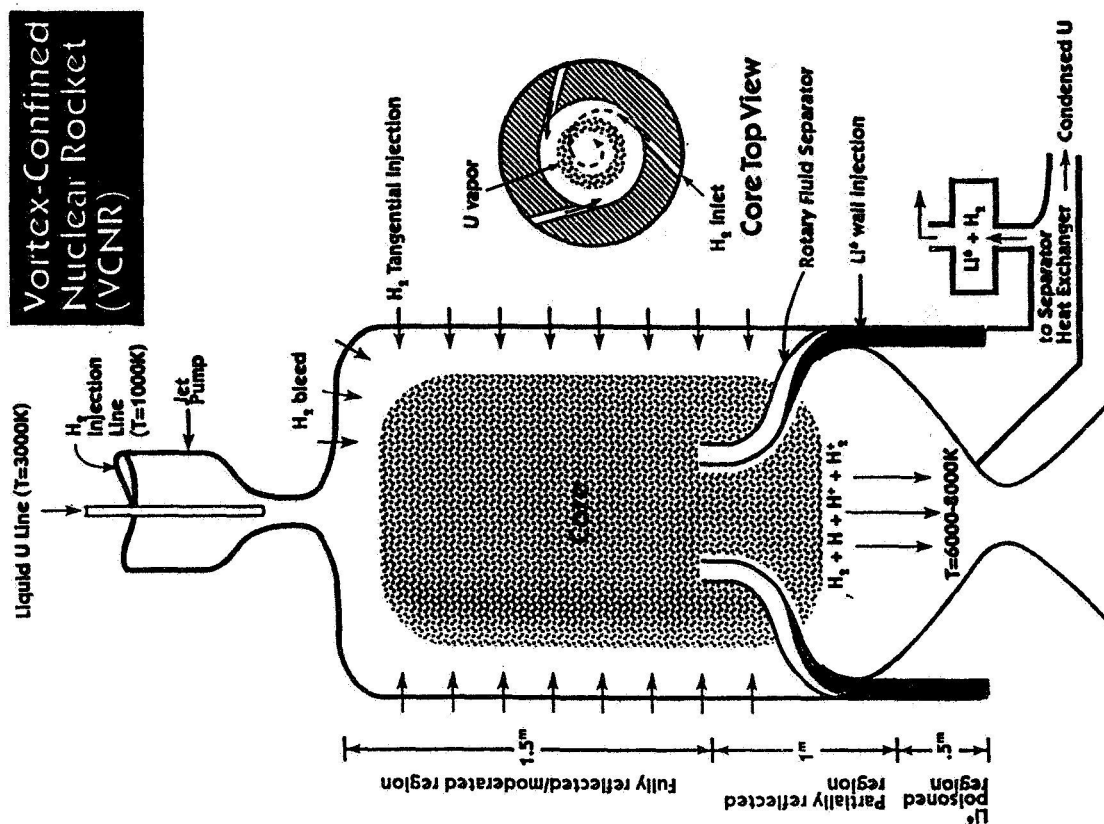 Vortex-Confined
Nuclear Rocket
(VCNR)
Liquid U Line (T=3000K)
H₂
Injection
Line
(T=1000K)
Jet
Pump
H₂ bleed
H₂ Tangential Injection
U vapor
H₂ Inlet
Core Top View
Core
Rotary Fluid Separator
Li⁶ wall injection
H₂ + H + H⁺ + H₂⁺
T=6000-8000K
Li⁶ + H₂
to Separator
Heat Exchanger
Condensed U
1.5ᵐ
Fully reflected/moderated region
1ᵐ
Partially reflected
region
.5ᵐ
Li⁶
poisoned
region